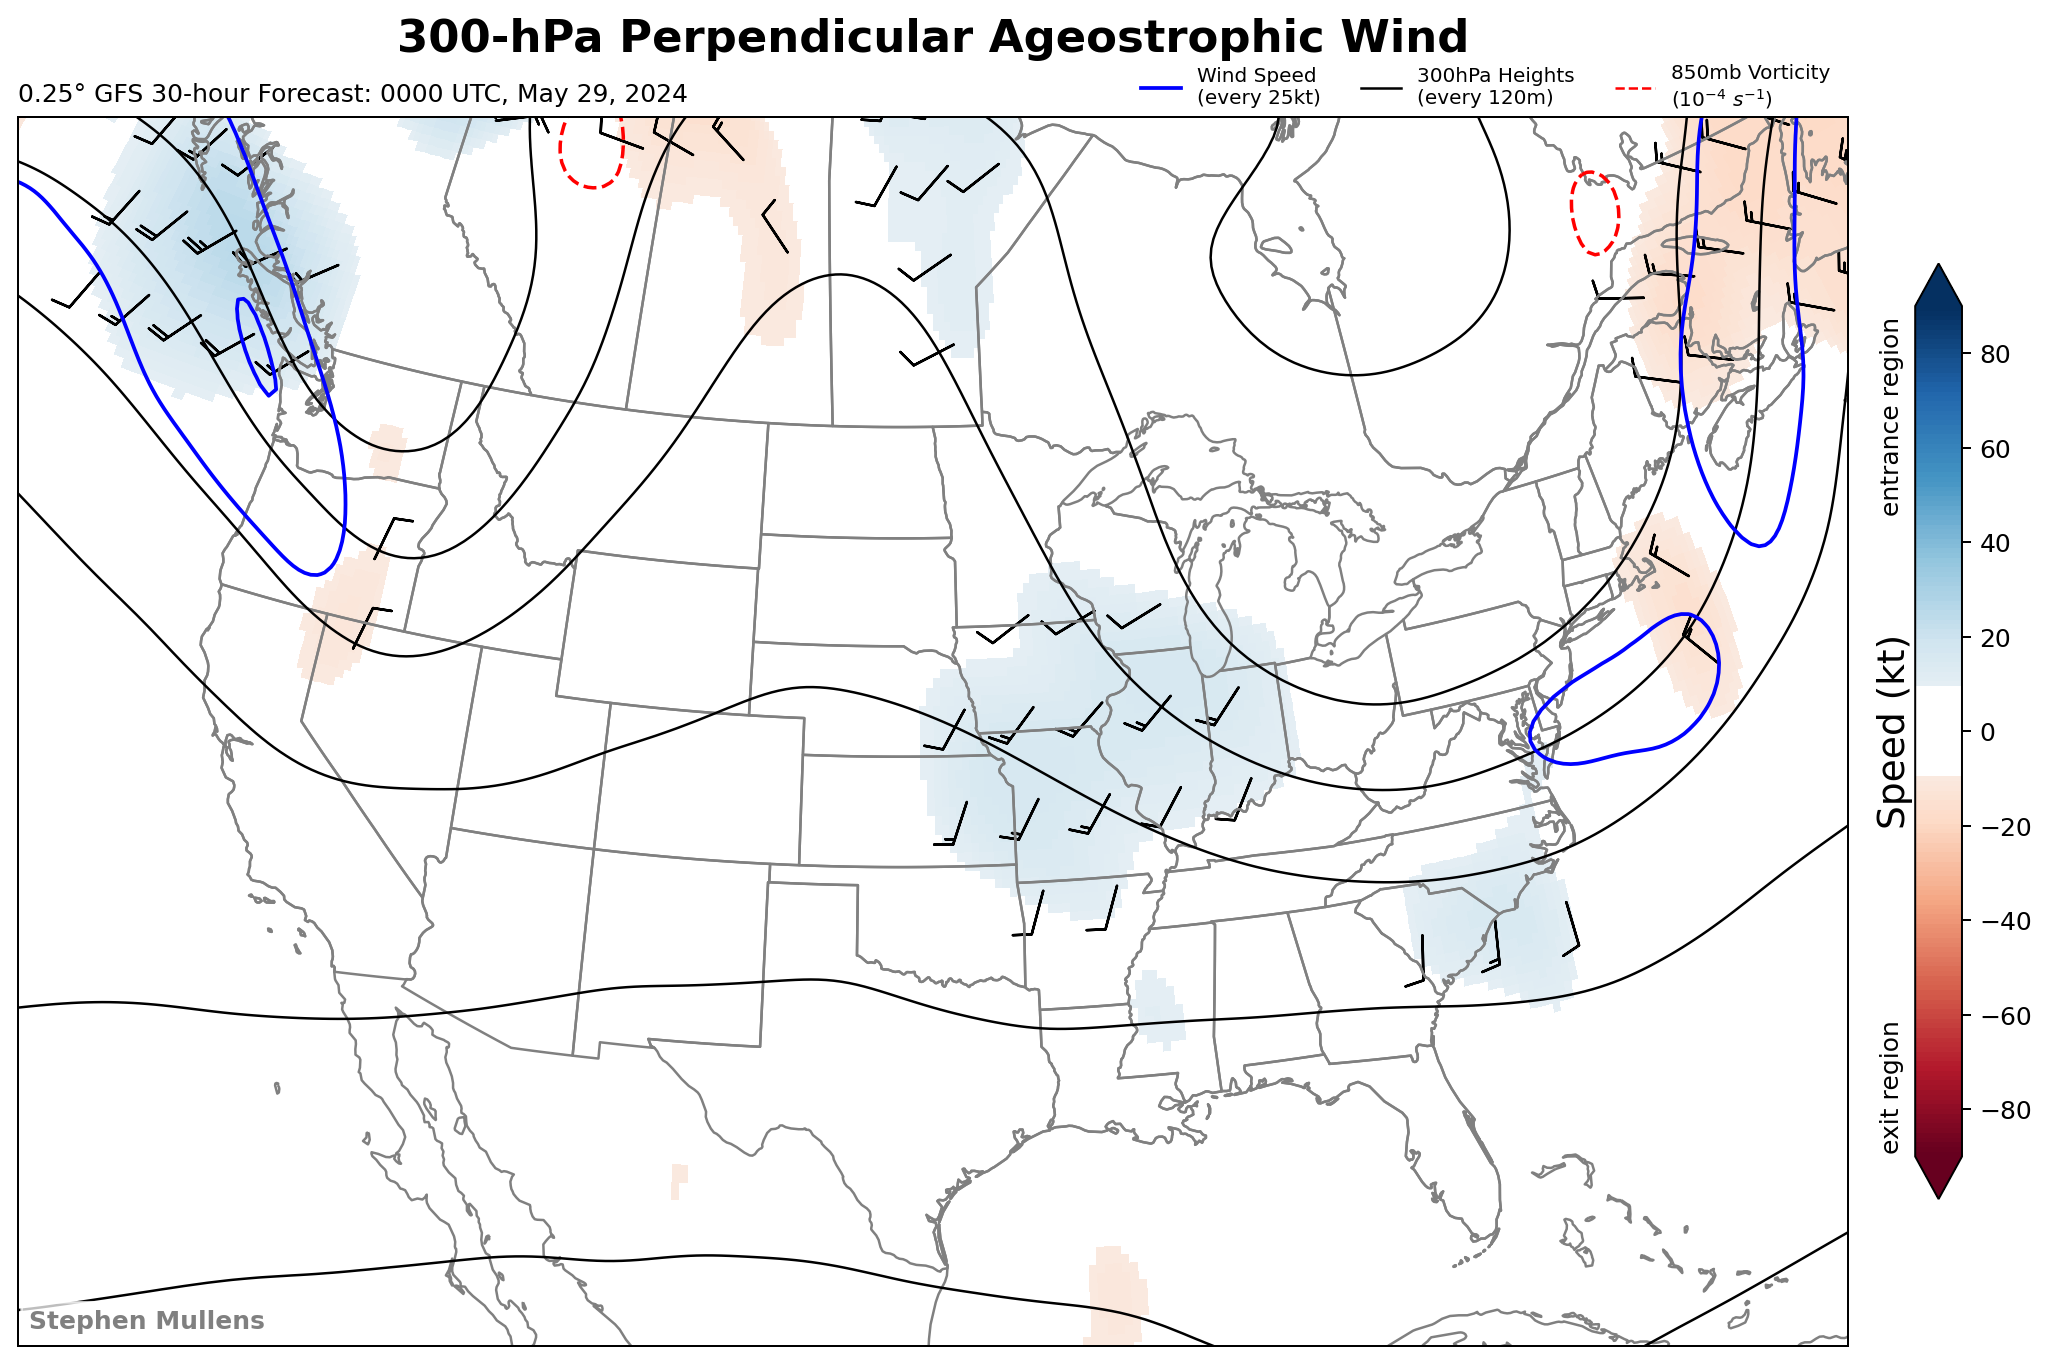 300-hPa Perpendicular Ageostrophic Wind
0.25° GFS 30-hour Forecast: 0000 UTC, May 29, 2024
Wind Speed
(every 25kt)
300hPa Heights
(every 120m)
850mb Vorticity
(10⁻⁴ s⁻¹)
entrance region
Speed (kt)
exit region
80
60
40
20
0
−20
−40
−60
−80
Stephen Mullens